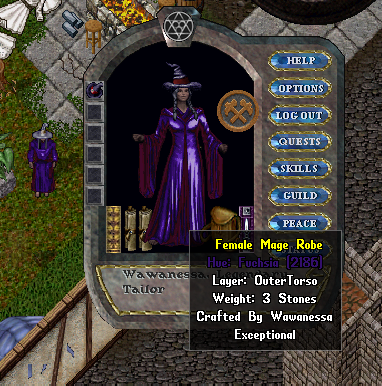 HELP
OPTIONS
LOG OUT
QUESTS
SKILLS
GUILD
PEACE
Female Mage Robe
Hue: Fuchsia [2186]
Layer: OuterTorso
Weight: 3 Stones
Crafted By Wawanessa
Exceptional
Wawanessa,
Tailor